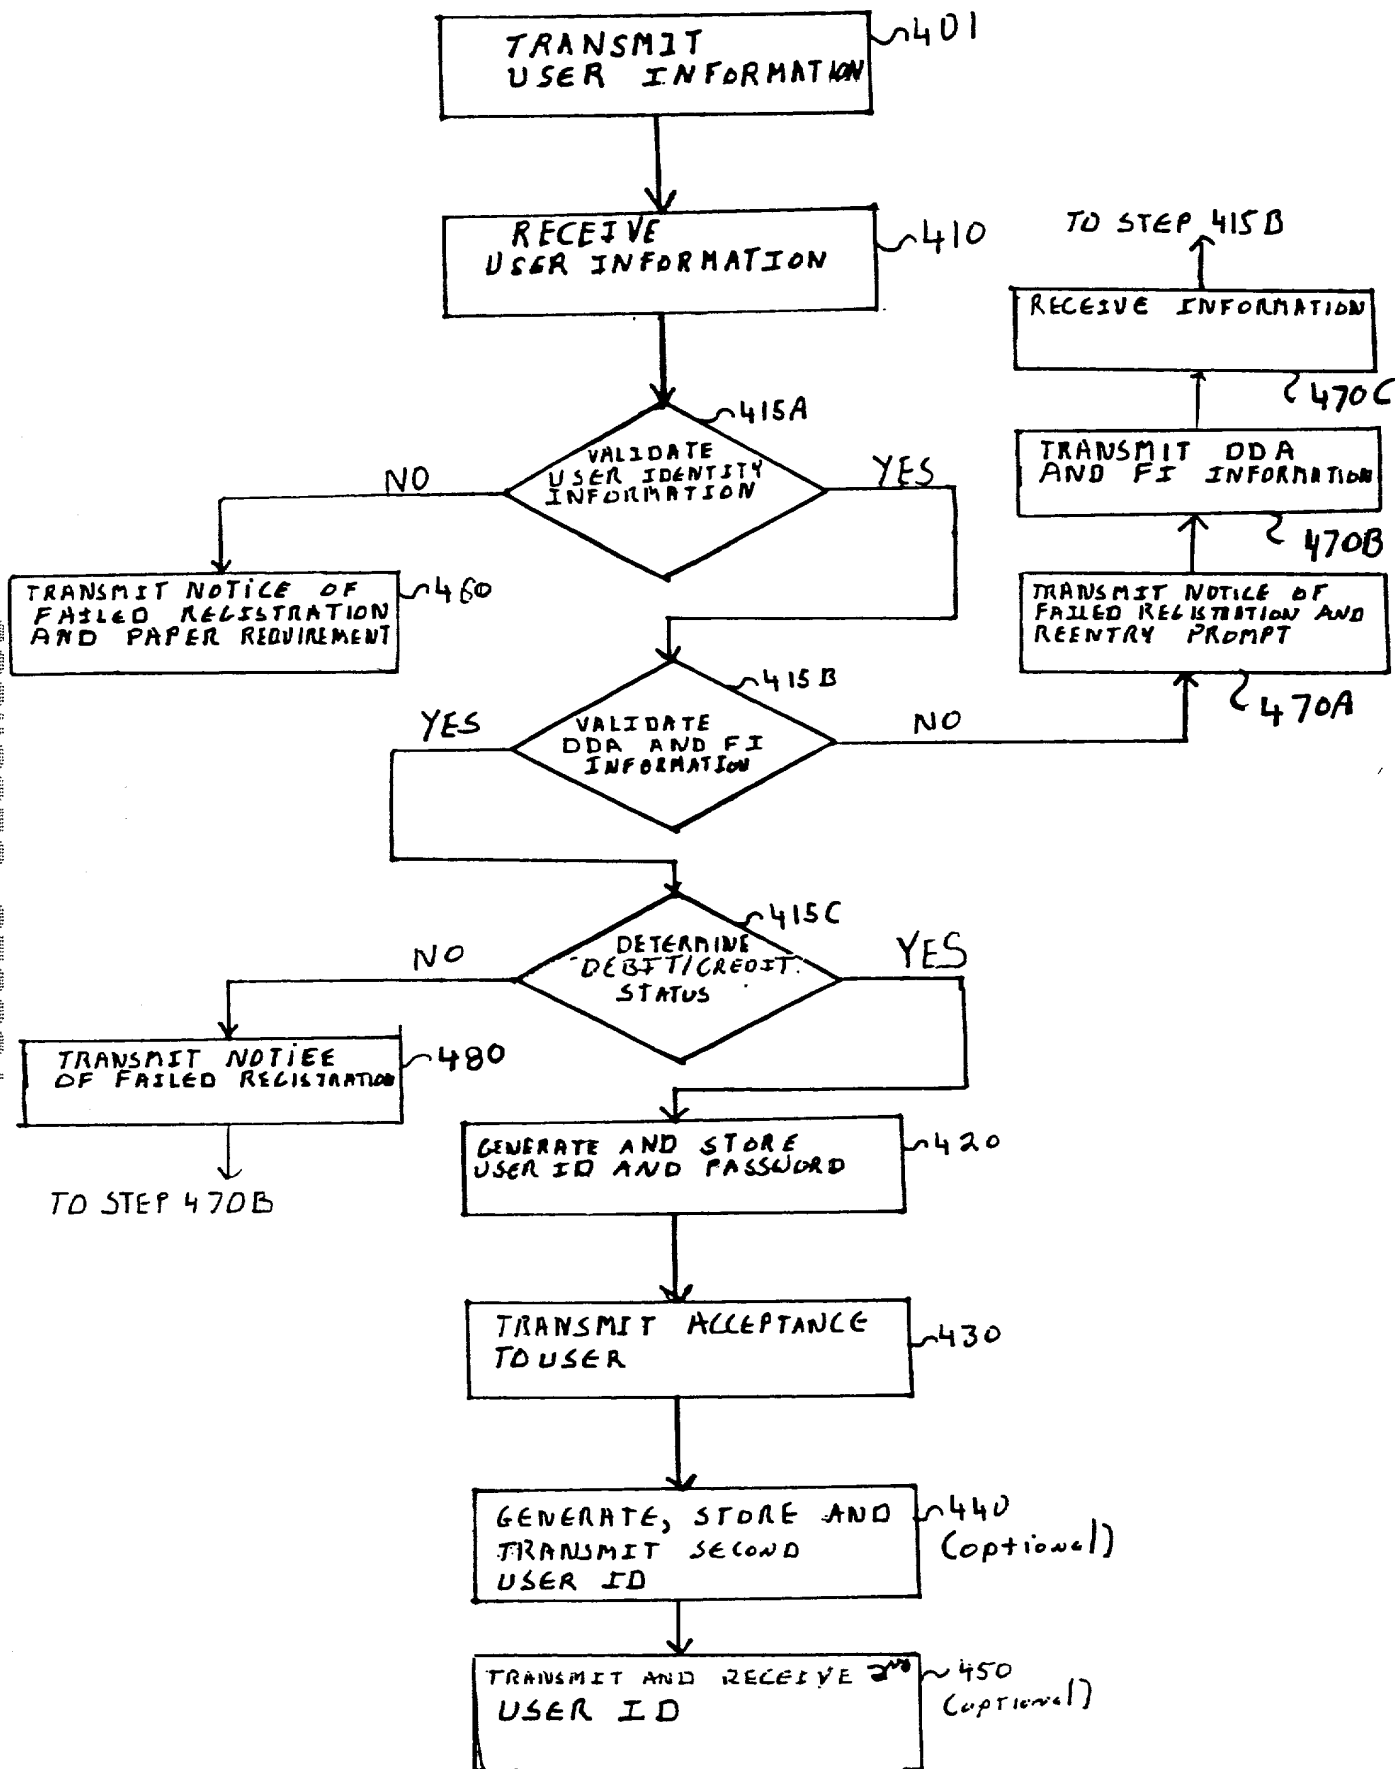 TRANSMIT
USER INFORMATION
401
RECEIVE
USER INFORMATION
410
TO STEP 415B
RECEIVE INFORMATION
470C
TRANSMIT DDA
AND FI INFORMATION
470B
TRANSMIT NOTICE OF
FAILED REGISTRATION AND
REENTRY PROMPT
470A
415A
VALIDATE
USER IDENTITY
INFORMATION
NO
YES
TRANSMIT NOTICE OF
FAILED REGISTRATION
AND PAPER REQUIREMENT
460
415B
VALIDATE
DDA AND FI
INFORMATION
YES
NO
415C
DETERMINE
DEBIT/CREDIT
STATUS
NO
YES
TRANSMIT NOTIEE
OF FAILED REGISTRATION
480
TO STEP 470B
GENERATE AND STORE
USER ID AND PASSWORD
420
TRANSMIT ACCEPTANCE
TO USER
430
GENERATE, STORE AND
TRANSMIT SECOND
USER ID
440
(optional)
TRANSMIT AND RECEIVE 2ND
USER ID
450
(optional)